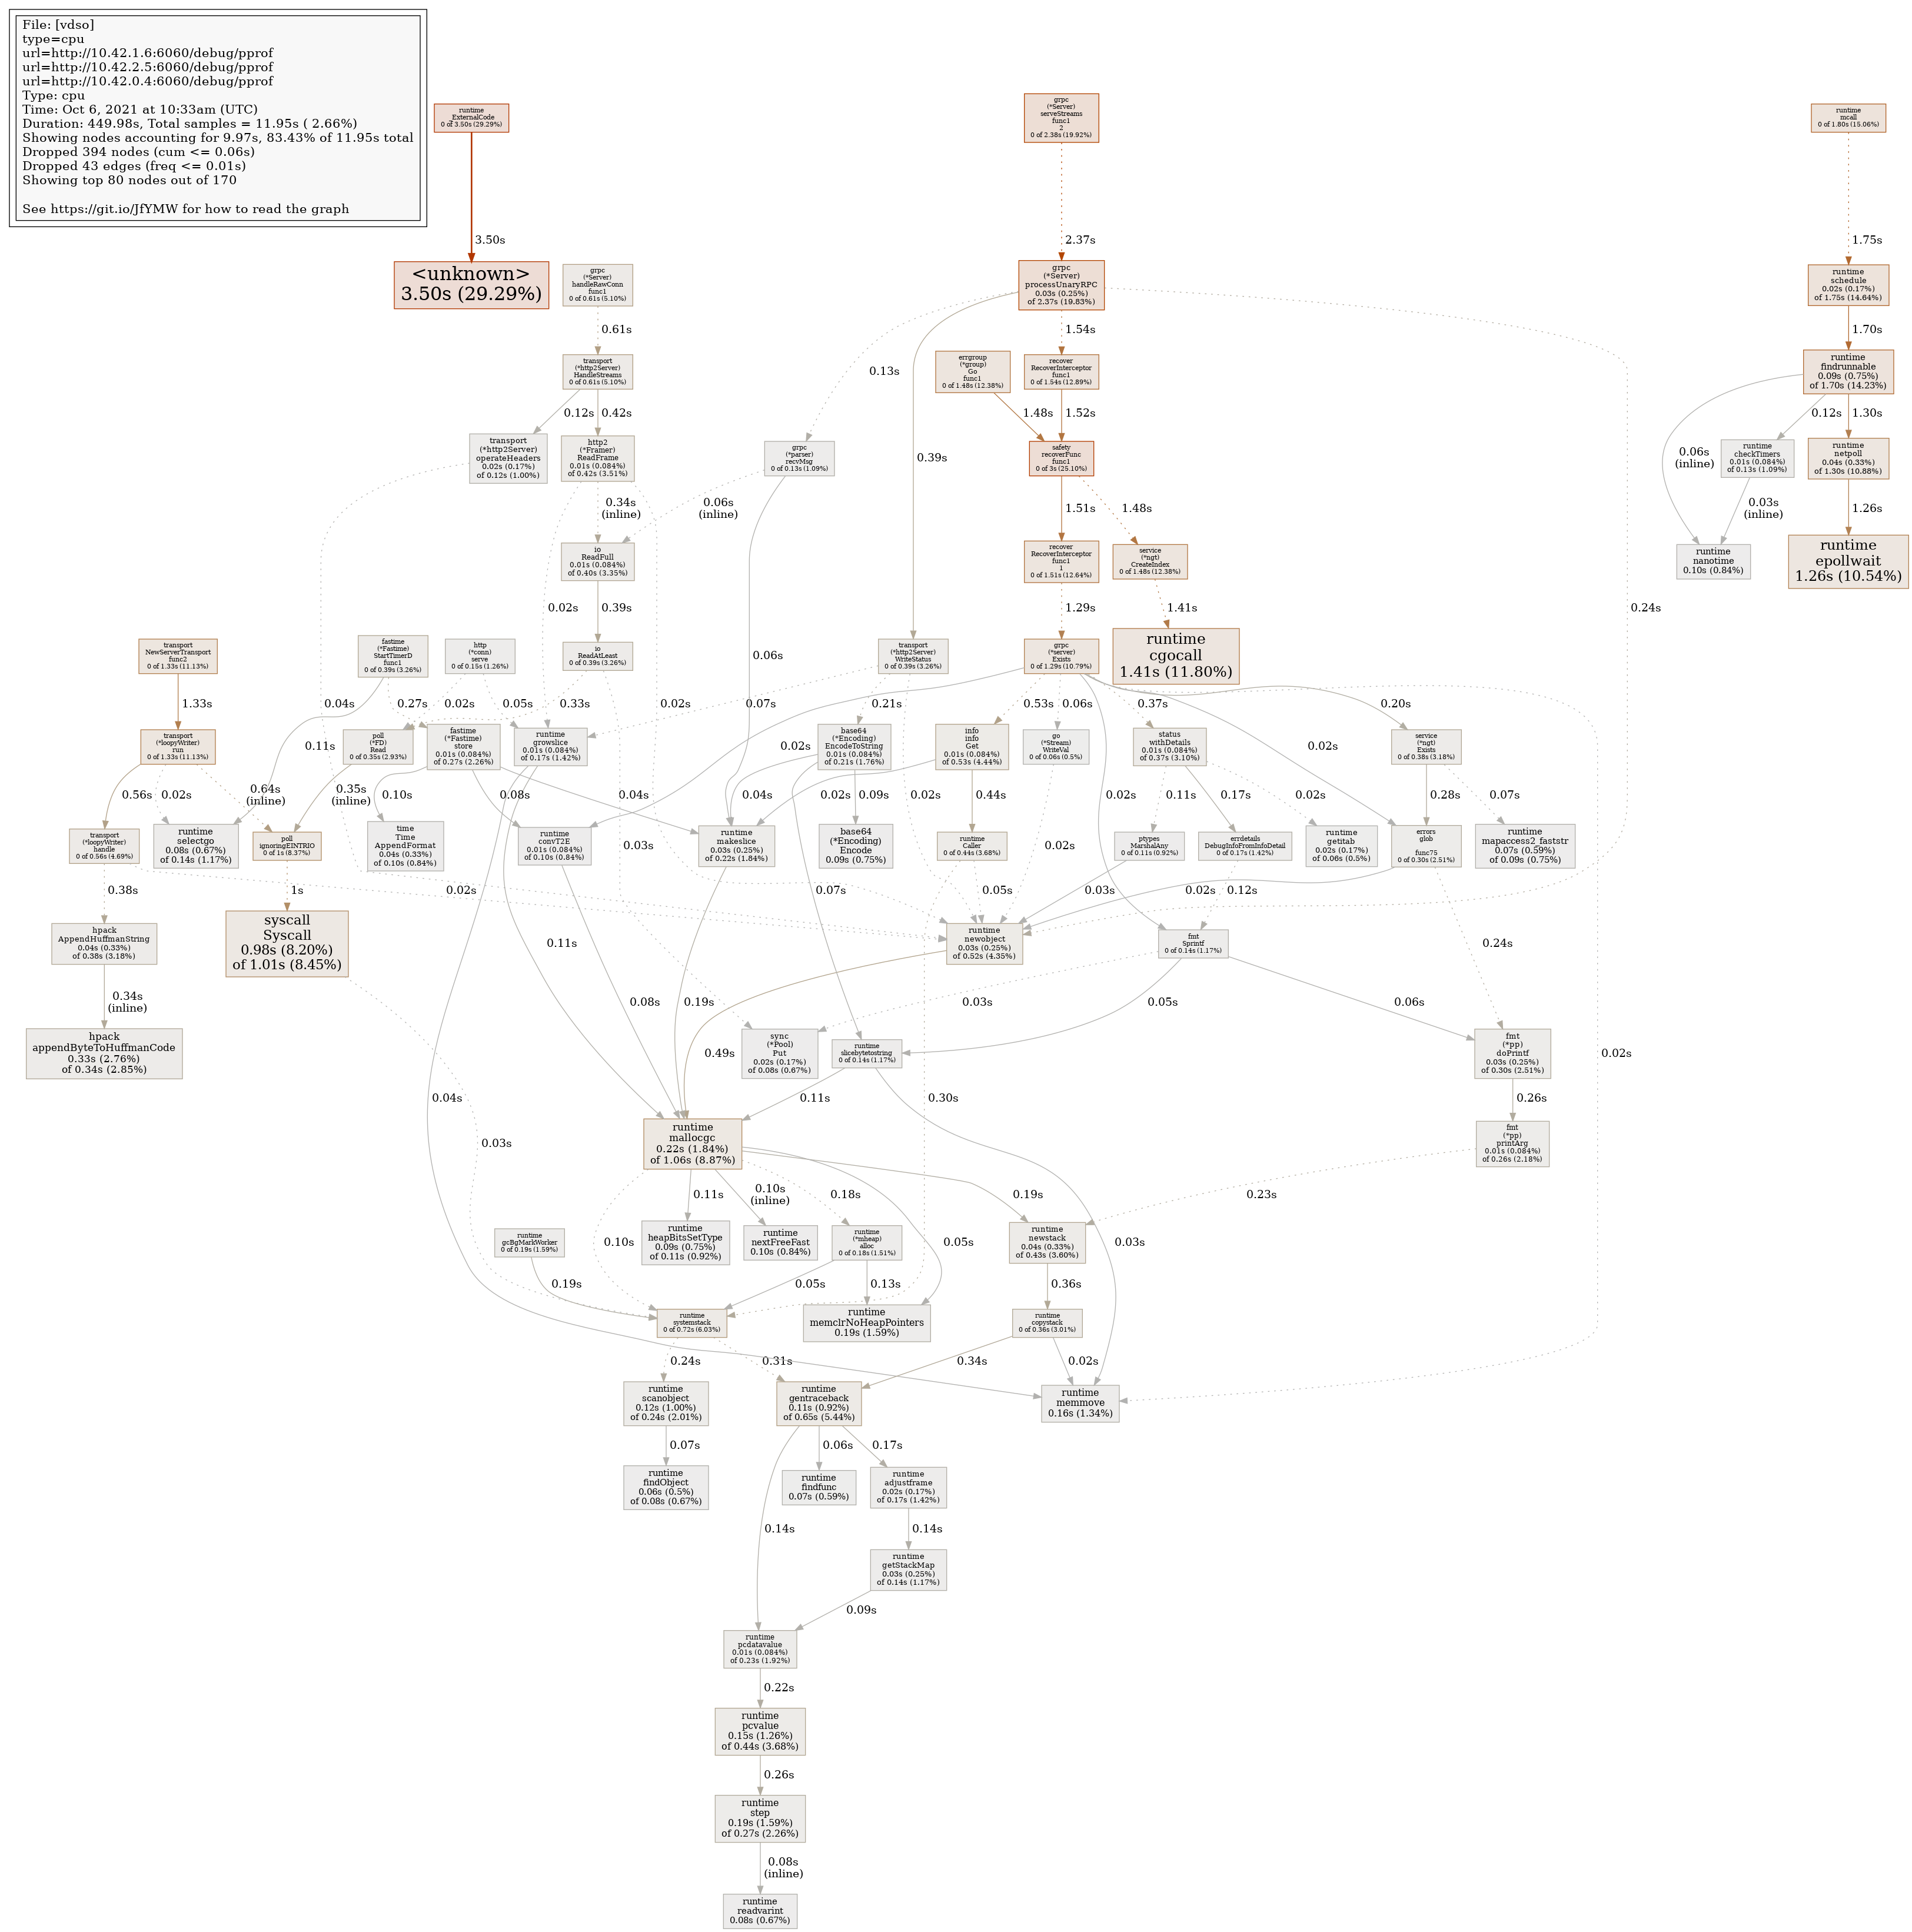 File: [vdso]
type=cpu
url=http://10.42.1.6:6060/debug/pprof
url=http://10.42.2.5:6060/debug/pprof
url=http://10.42.0.4:6060/debug/pprof
Type: cpu
Time: Oct 6, 2021 at 10:33am (UTC)
Duration: 449.98s, Total samples = 11.95s ( 2.66%)
Showing nodes accounting for 9.97s, 83.43% of 11.95s total
Dropped 394 nodes (cum <= 0.06s)
Dropped 43 edges (freq <= 0.01s)
Showing top 80 nodes out of 170
See https://git.io/JfYMW for how to read the graph
runtime
ExternalCode
0 of 3.50s (29.29%)
grpc
(*Server)
serveStreams
func1
2
0 of 2.38s (19.92%)
runtime
mcall
0 of 1.80s (15.06%)
3.50s
2.37s
1.75s
<unknown>
3.50s (29.29%)
grpc
(*Server)
handleRawConn
func1
0 of 0.61s (5.10%)
grpc
(*Server)
processUnaryRPC
0.03s (0.25%)
of 2.37s (19.83%)
runtime
schedule
0.02s (0.17%)
of 1.75s (14.64%)
0.61s
1.54s
1.70s
transport
(*http2Server)
HandleStreams
0 of 0.61s (5.10%)
0.13s
errgroup
(*group)
Go
func1
0 of 1.48s (12.38%)
recover
RecoverInterceptor
func1
0 of 1.54s (12.89%)
runtime
findrunnable
0.09s (0.75%)
of 1.70s (14.23%)
0.12s
0.42s
1.48s
1.52s
0.12s
1.30s
transport
(*http2Server)
operateHeaders
0.02s (0.17%)
of 0.12s (1.00%)
http2
(*Framer)
ReadFrame
0.01s (0.084%)
of 0.42s (3.51%)
grpc
(*parser)
recvMsg
0 of 0.13s (1.09%)
0.39s
safety
recoverFunc
func1
0 of 3s (25.10%)
0.06s
(inline)
runtime
checkTimers
0.01s (0.084%)
of 0.13s (1.09%)
runtime
netpoll
0.04s (0.33%)
of 1.30s (10.88%)
0.34s
(inline)
0.06s
(inline)
1.51s
1.48s
0.03s
(inline)
1.26s
io
ReadFull
0.01s (0.084%)
of 0.40s (3.35%)
recover
RecoverInterceptor
func1
1
0 of 1.51s (12.64%)
service
(*ngt)
CreateIndex
0 of 1.48s (12.38%)
runtime
nanotime
0.10s (0.84%)
runtime
epollwait
1.26s (10.54%)
0.02s
0.39s
1.29s
1.41s
0.24s
transport
NewServerTransport
func2
0 of 1.33s (11.13%)
fastime
(*Fastime)
StartTimerD
func1
0 of 0.39s (3.26%)
http
(*conn)
serve
0 of 0.15s (1.26%)
io
ReadAtLeast
0 of 0.39s (3.26%)
0.06s
transport
(*http2Server)
WriteStatus
0 of 0.39s (3.26%)
grpc
(*server)
Exists
0 of 1.29s (10.79%)
runtime
cgocall
1.41s (11.80%)
1.33s
0.04s
0.27s
0.02s
0.05s
0.33s
0.02s
0.07s
0.21s
0.53s
0.06s
0.37s
0.20s
transport
(*loopyWriter)
run
0 of 1.33s (11.13%)
0.11s
poll
(*FD)
Read
0 of 0.35s (2.93%)
fastime
(*Fastime)
store
0.01s (0.084%)
of 0.27s (2.26%)
runtime
growslice
0.01s (0.084%)
of 0.17s (1.42%)
0.02s
base64
(*Encoding)
EncodeToString
0.01s (0.084%)
of 0.21s (1.76%)
info
info
Get
0.01s (0.084%)
of 0.53s (4.44%)
go
(*Stream)
WriteVal
0 of 0.06s (0.5%)
status
withDetails
0.01s (0.084%)
of 0.37s (3.10%)
0.02s
service
(*ngt)
Exists
0 of 0.38s (3.18%)
0.56s
0.02s
0.64s
(inline)
0.35s
(inline)
0.10s
0.08s
0.04s
0.04s
0.09s
0.02s
0.02s
0.44s
0.02s
0.11s
0.17s
0.02s
0.28s
0.07s
transport
(*loopyWriter)
handle
0 of 0.56s (4.69%)
runtime
selectgo
0.08s (0.67%)
of 0.14s (1.17%)
poll
ignoringEINTRIO
0 of 1s (8.37%)
time
Time
AppendFormat
0.04s (0.33%)
of 0.10s (0.84%)
runtime
convT2E
0.01s (0.084%)
of 0.10s (0.84%)
0.03s
runtime
makeslice
0.03s (0.25%)
of 0.22s (1.84%)
base64
(*Encoding)
Encode
0.09s (0.75%)
runtime
Caller
0 of 0.44s (3.68%)
0.02s
ptypes
MarshalAny
0 of 0.11s (0.92%)
errdetails
DebugInfoFromInfoDetail
0 of 0.17s (1.42%)
runtime
getitab
0.02s (0.17%)
of 0.06s (0.5%)
errors
glob

func75
0 of 0.30s (2.51%)
runtime
mapaccess2_faststr
0.07s (0.59%)
of 0.09s (0.75%)
0.38s
0.02s
1s
0.07s
0.05s
0.03s
0.12s
0.02s
hpack
AppendHuffmanString
0.04s (0.33%)
of 0.38s (3.18%)
syscall
Syscall
0.98s (8.20%)
of 1.01s (8.45%)
0.11s
runtime
newobject
0.03s (0.25%)
of 0.52s (4.35%)
fmt
Sprintf
0 of 0.14s (1.17%)
0.24s
0.34s
(inline)
0.08s
0.19s
0.03s
0.05s
0.06s
hpack
appendByteToHuffmanCode
0.33s (2.76%)
of 0.34s (2.85%)
0.49s
sync
(*Pool)
Put
0.02s (0.17%)
of 0.08s (0.67%)
runtime
slicebytetostring
0 of 0.14s (1.17%)
fmt
(*pp)
doPrintf
0.03s (0.25%)
of 0.30s (2.51%)
0.02s
0.04s
0.11s
0.30s
0.26s
0.03s
runtime
mallocgc
0.22s (1.84%)
of 1.06s (8.87%)
fmt
(*pp)
printArg
0.01s (0.084%)
of 0.26s (2.18%)
0.11s
0.10s
(inline)
0.18s
0.19s
0.23s
runtime
gcBgMarkWorker
0 of 0.19s (1.59%)
0.10s
runtime
heapBitsSetType
0.09s (0.75%)
of 0.11s (0.92%)
runtime
nextFreeFast
0.10s (0.84%)
runtime
(*mheap)
alloc
0 of 0.18s (1.51%)
0.05s
runtime
newstack
0.04s (0.33%)
of 0.43s (3.60%)
0.03s
0.19s
0.05s
0.13s
0.36s
runtime
systemstack
0 of 0.72s (6.03%)
runtime
memclrNoHeapPointers
0.19s (1.59%)
runtime
copystack
0 of 0.36s (3.01%)
0.24s
0.31s
0.34s
0.02s
runtime
scanobject
0.12s (1.00%)
of 0.24s (2.01%)
runtime
gentraceback
0.11s (0.92%)
of 0.65s (5.44%)
runtime
memmove
0.16s (1.34%)
0.07s
0.06s
0.17s
runtime
findObject
0.06s (0.5%)
of 0.08s (0.67%)
runtime
findfunc
0.07s (0.59%)
runtime
adjustframe
0.02s (0.17%)
of 0.17s (1.42%)
0.14s
0.14s
runtime
getStackMap
0.03s (0.25%)
of 0.14s (1.17%)
0.09s
runtime
pcdatavalue
0.01s (0.084%)
of 0.23s (1.92%)
0.22s
runtime
pcvalue
0.15s (1.26%)
of 0.44s (3.68%)
0.26s
runtime
step
0.19s (1.59%)
of 0.27s (2.26%)
0.08s
(inline)
runtime
readvarint
0.08s (0.67%)